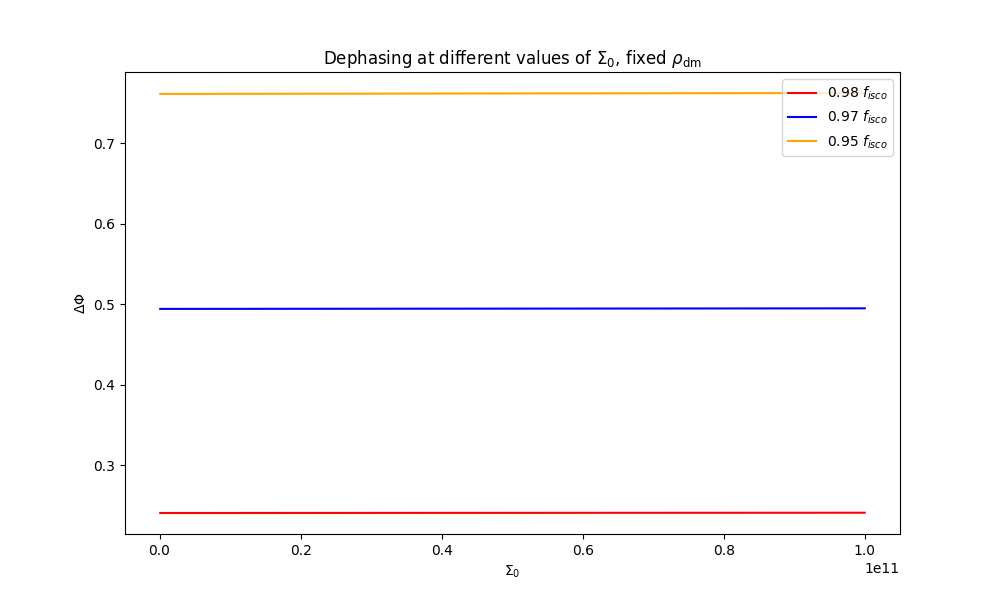 Dephasing at different values of Σ₀, fixed ρ_dm
0.98 f_isco
0.97 f_isco
0.95 f_isco
ΔΦ
0.7
0.6
0.5
0.4
0.3
0.0 0.2 0.4 0.6 0.8 1.0
1e11
Σ₀